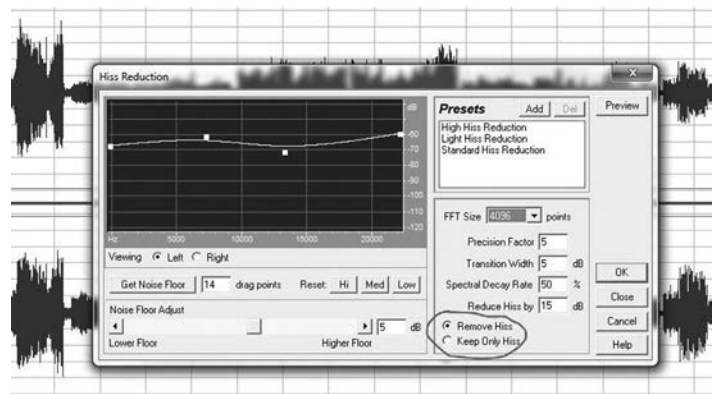 Hiss Reduction
X
dB
-60
-70
-80
-90
-100
-110
-120
Hz 5000 10000 15000 20000
Viewing Left Right
Get Noise Floor 14 drag points Reset: Hi Med Low
Noise Floor Adjust
5 dB
Lower Floor Higher Floor
Presets Add Del
High Hiss Reduction
Light Hiss Reduction
Standard Hiss Reduction
FFT Size 4096 points
Precision Factor 5
Transition Width 5 dB
Spectral Decay Rate 50 %
Reduce Hiss by 15 dB
Remove Hiss
Keep Only Hiss
Preview
OK
Close
Cancel
Help